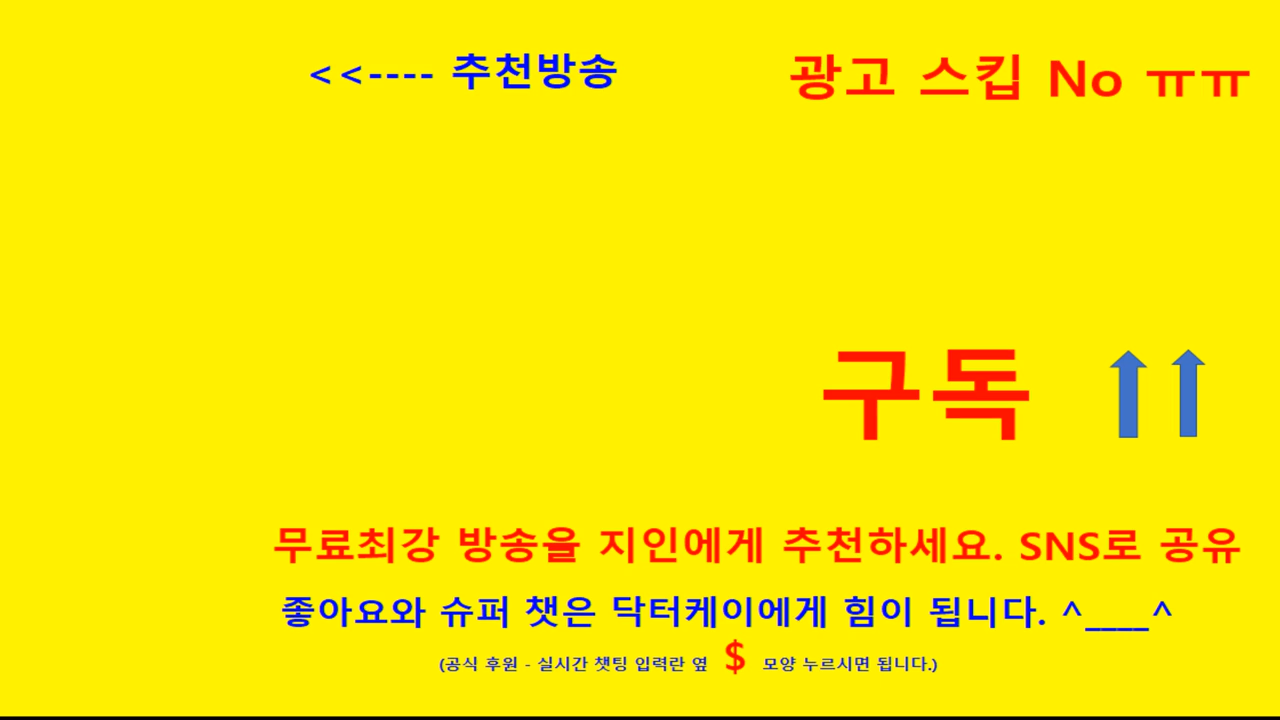 <<---- 추천방송
광고 스킵 No ㅠㅠ
구독
무료최강 방송을 지인에게 추천하세요. SNS로 공유
좋아요와 슈퍼 챗은 닥터케이에게 힘이 됩니다. ^____^
(공식 후원 - 실시간 챗팅 입력란 옆 $ 모양 누르시면 됩니다.)